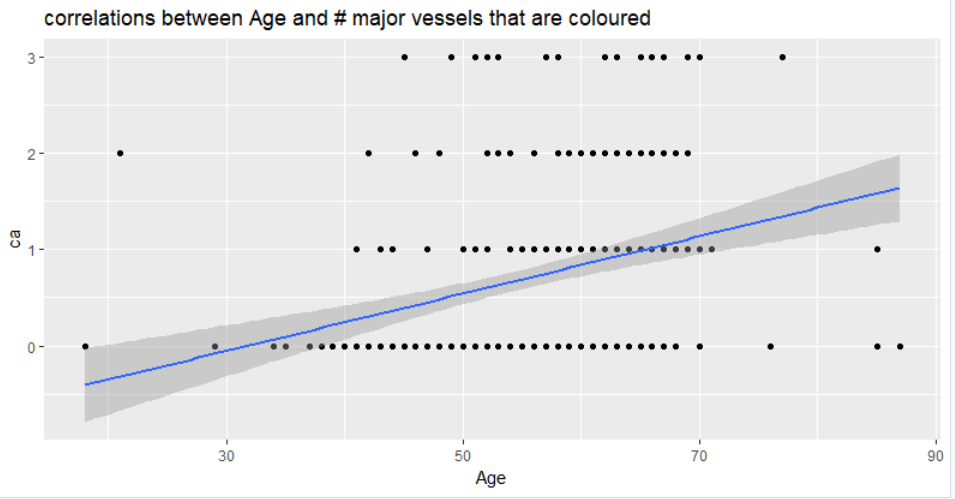 correlations between Age and # major vessels that are coloured
3
2
1
0
ca
30 50 70 90
Age